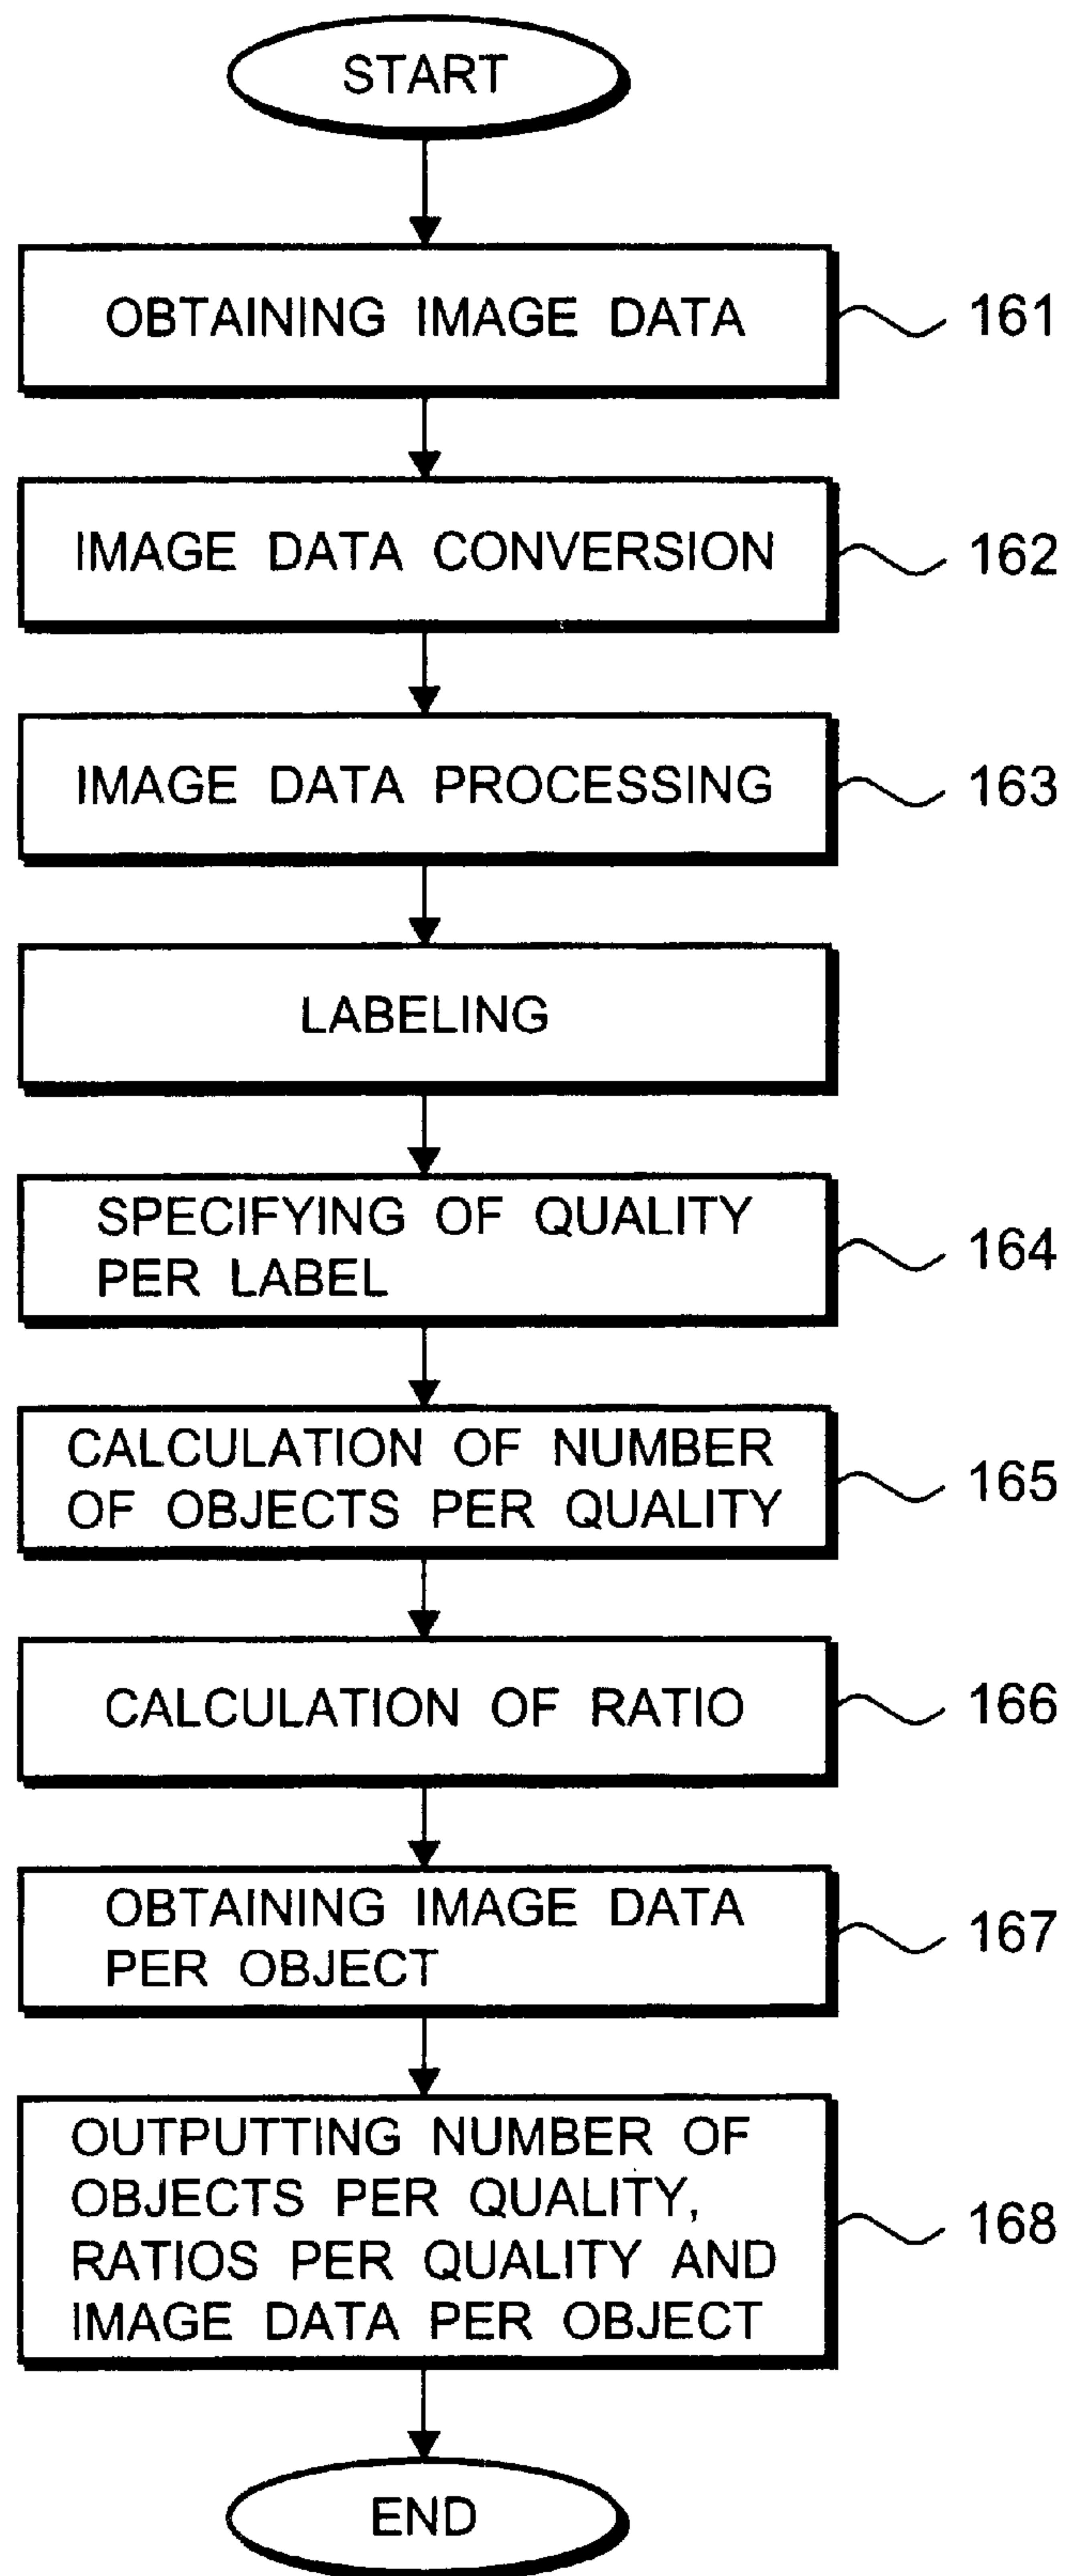 START
OBTAINING IMAGE DATA
161
IMAGE DATA CONVERSION
162
IMAGE DATA PROCESSING
163
LABELING
SPECIFYING OF QUALITY
PER LABEL
164
CALCULATION OF NUMBER
OF OBJECTS PER QUALITY
165
CALCULATION OF RATIO
166
OBTAINING IMAGE DATA
PER OBJECT
167
OUTPUTTING NUMBER OF
OBJECTS PER QUALITY,
RATIOS PER QUALITY AND
IMAGE DATA PER OBJECT
168
END